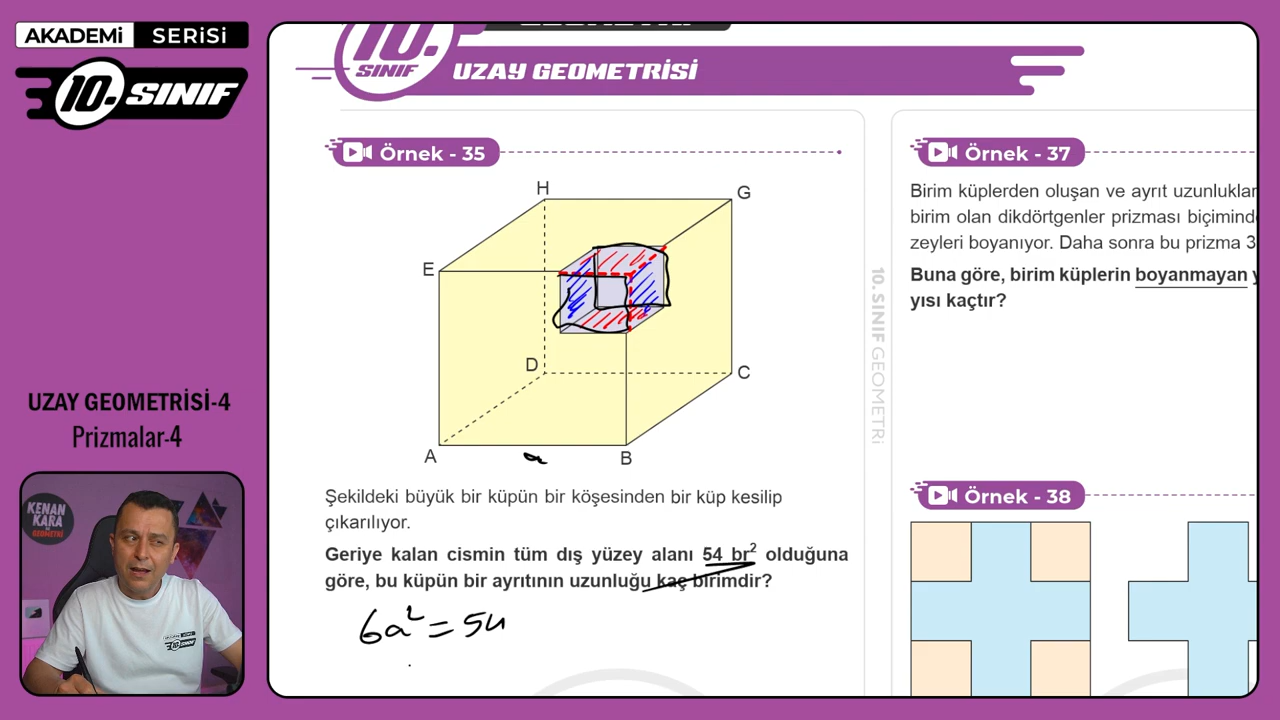 AKADEMİ SERİSİ
10. SINIF
UZAY GEOMETRİSİ-4
Prizmalar-4
KENAN
KARA
GEOMETRİ
10.SINIF
10.
SINIF
UZAY GEOMETRİSİ
Örnek - 35
H
G
E
D
C
A
a
B
Şekildeki büyük bir küpün bir köşesinden bir küp kesilip
çıkarılıyor.
Geriye kalan cismin tüm dış yüzey alanı 54 br² olduğuna
göre, bu küpün bir ayrıtının uzunluğu kaç birimdir?
6a² = 54
10. SINIF GEOMETRİ
Örnek - 37
Birim küplerden oluşan ve ayrıt uzunluklar
birim olan dikdörtgenler prizması biçimind
zeyleri boyanıyor. Daha sonra bu prizma 3
Buna göre, birim küplerin boyanmayan y
yısı kaçtır?
Örnek - 38